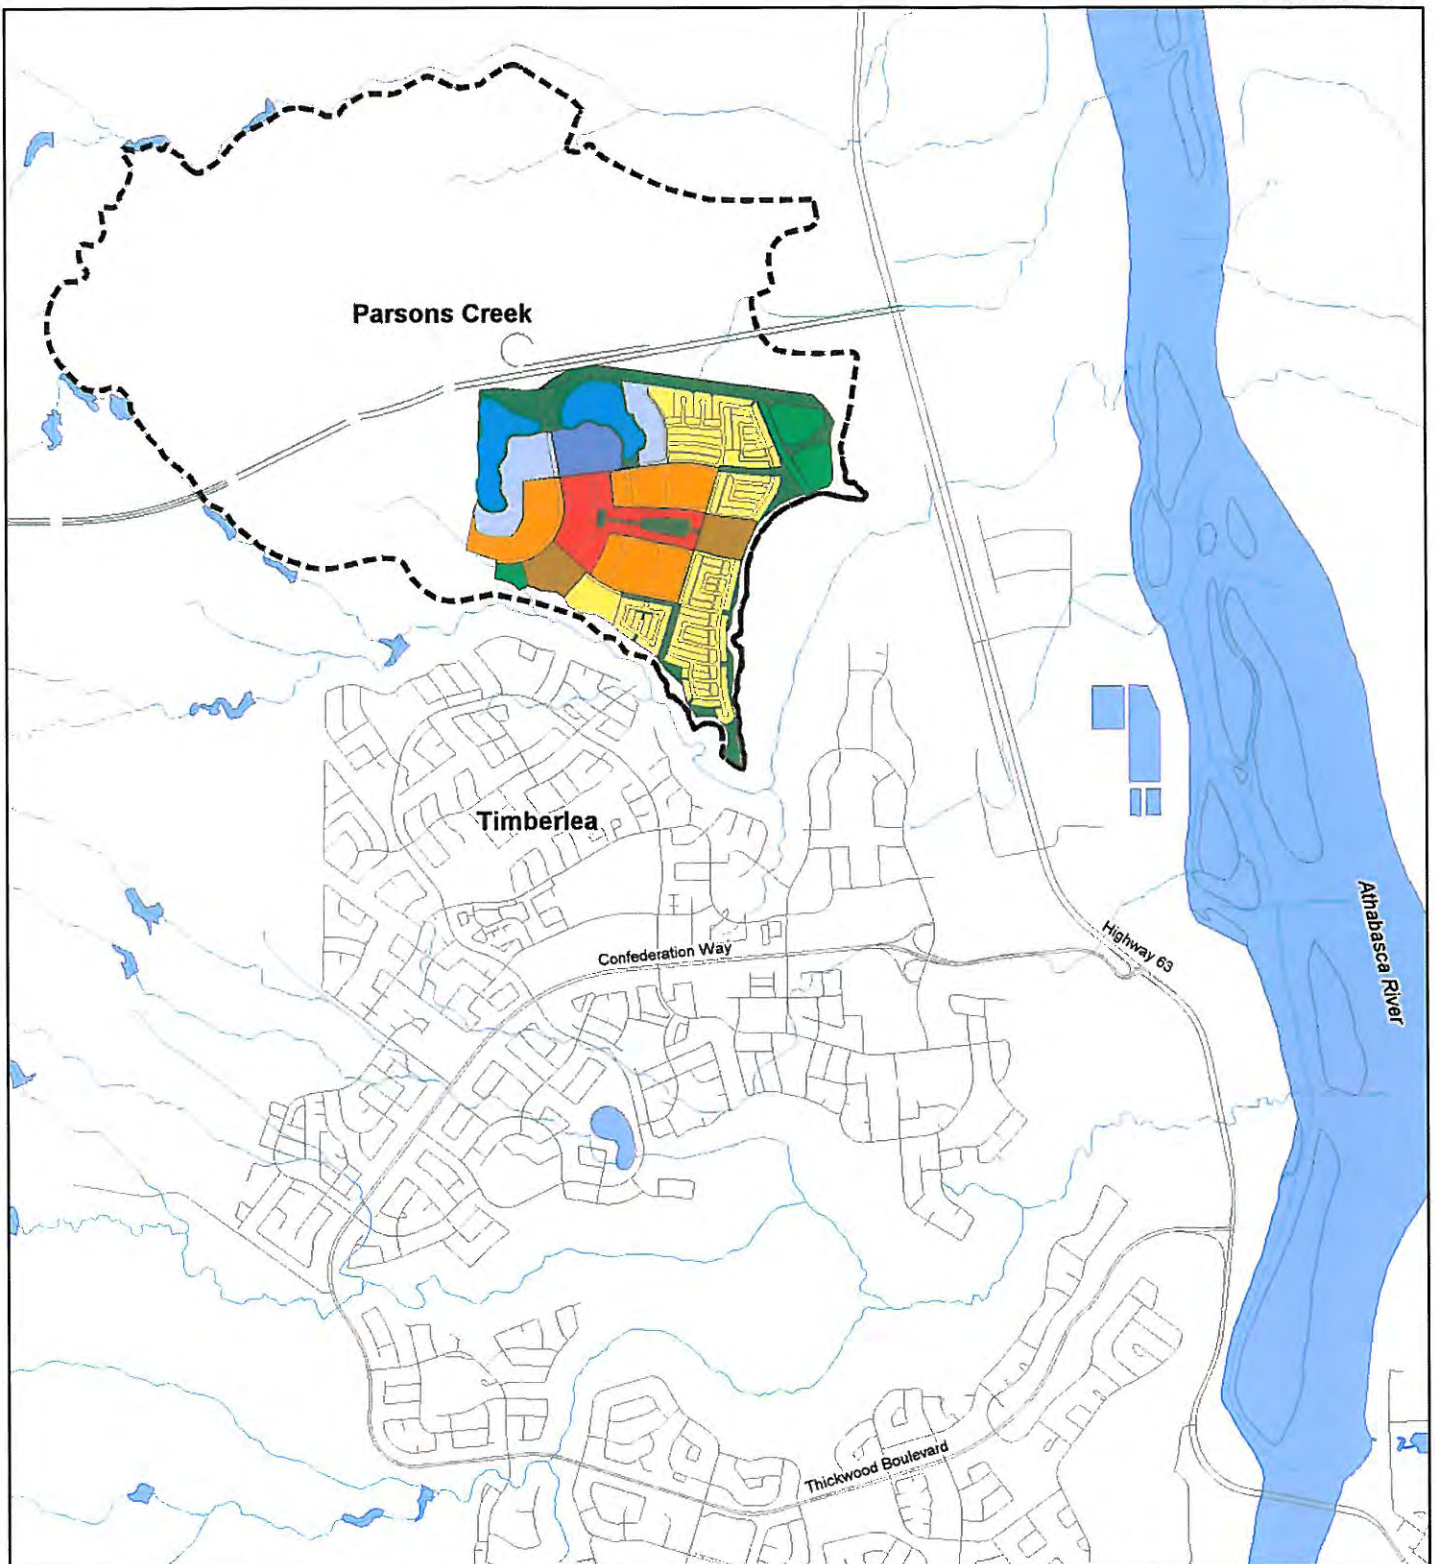 Parsons Creek
Timberlea
Athabasca River
Highway 63
Confederation Way
Thickwood Boulevard